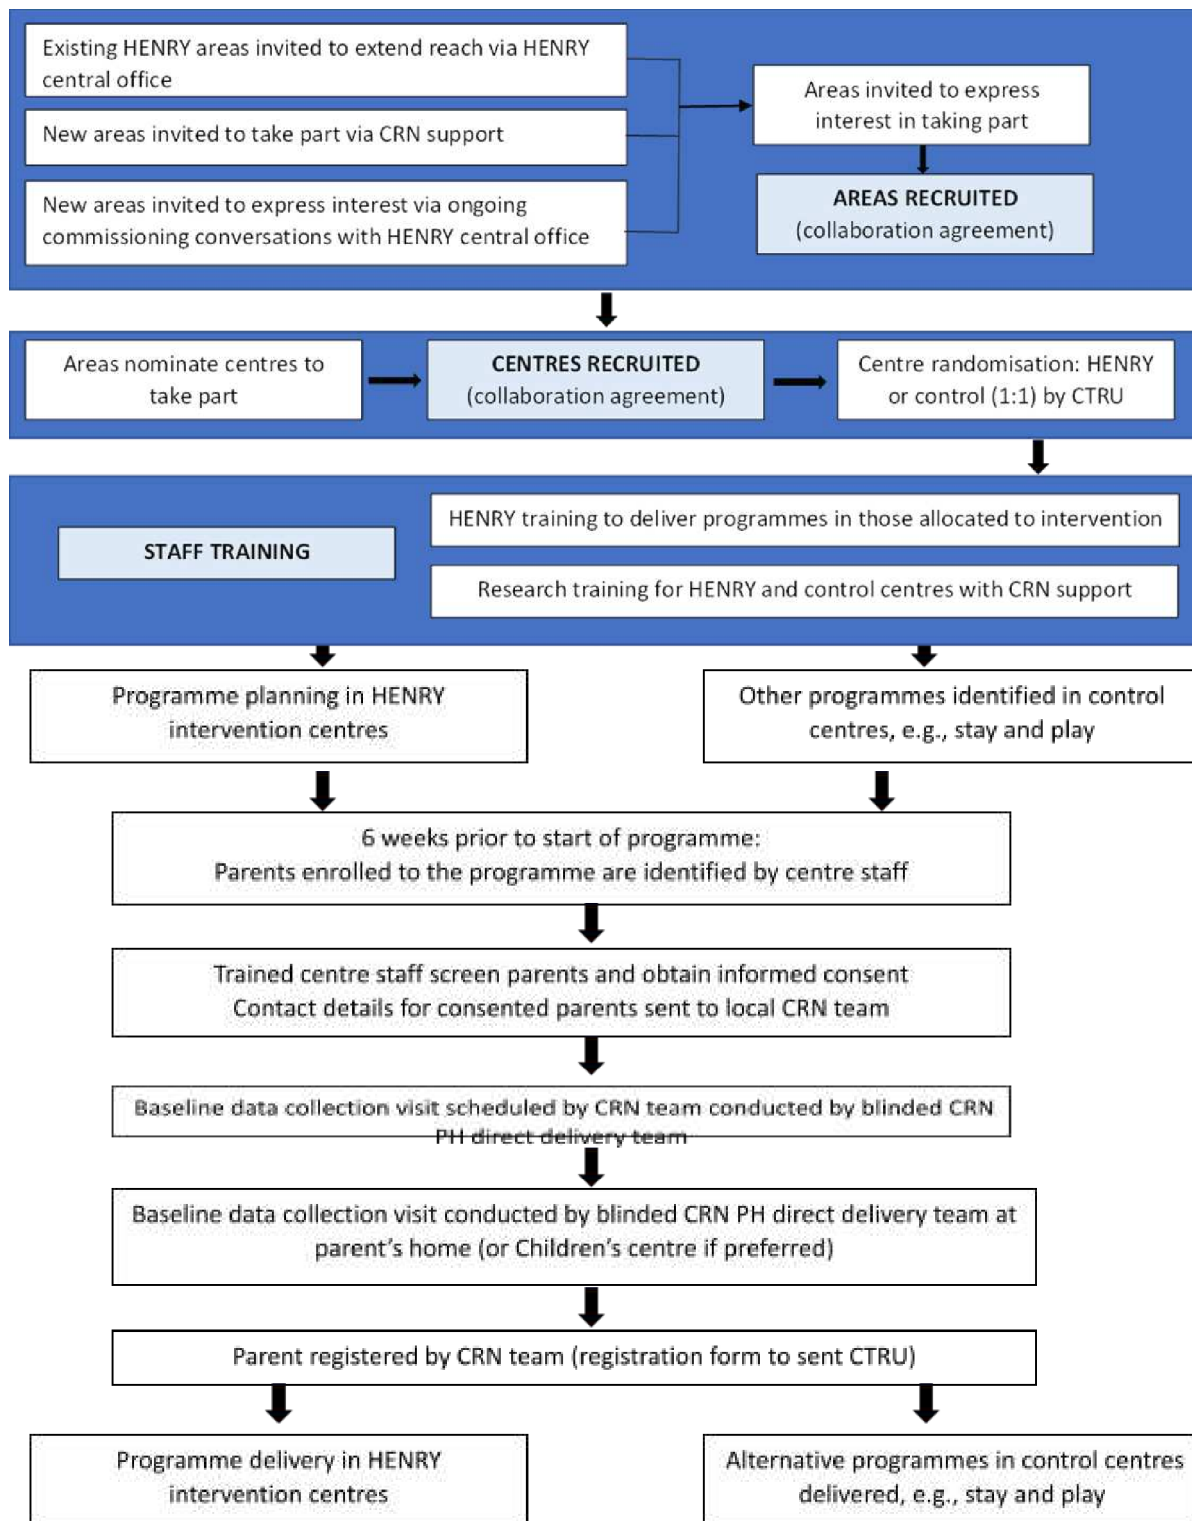 Existing HENRY areas invited to extend reach via HENRY
central office
New areas invited to take part via CRN support
New areas invited to express interest via ongoing
commissioning conversations with HENRY central office
Areas invited to express
interest in taking part
AREAS RECRUITED
(collaboration agreement)
Areas nominate centres to
take part
CENTRES RECRUITED
(collaboration agreement)
Centre randomisation: HENRY
or control (1:1) by CTRU
STAFF TRAINING
HENRY training to deliver programmes in those allocated to intervention
Research training for HENRY and control centres with CRN support
Programme planning in HENRY
intervention centres
Other programmes identified in control
centres, e.g., stay and play
6 weeks prior to start of programme:
Parents enrolled to the programme are identified by centre staff
Trained centre staff screen parents and obtain informed consent
Contact details for consented parents sent to local CRN team
Baseline data collection visit scheduled by CRN team conducted by blinded CRN
PH direct delivery team
Baseline data collection visit conducted by blinded CRN PH direct delivery team at
parent's home (or Children's centre if preferred)
Parent registered by CRN team (registration form to sent CTRU)
Programme delivery in HENRY
intervention centres
Alternative programmes in control centres
delivered, e.g., stay and play